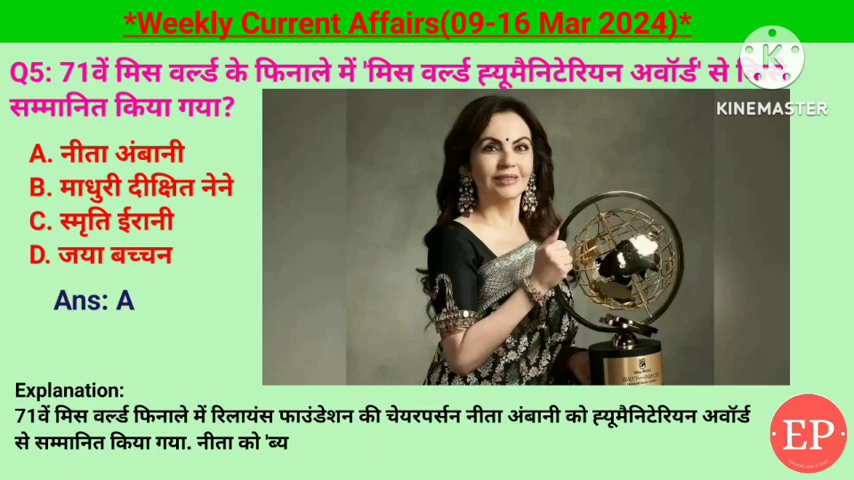 *Weekly Current Affairs(09-16 Mar 2024)*
Q5: 71वें मिस वर्ल्ड के फिनाले में 'मिस वर्ल्ड ह्यूमैनिटेरियन अवॉर्ड' से
सम्मानित किया गया?
KINEMASTER
A. नीता अंबानी
B. माधुरी दीक्षित नेने
C. स्मृति ईरानी
D. जया बच्चन
Ans: A
Explanation:
71वें मिस वर्ल्ड फिनाले में रिलायंस फाउंडेशन की चेयरपर्सन नीता अंबानी को ह्यूमैनिटेरियन अवॉर्ड
से सम्मानित किया गया. नीता को 'ब्य
EP